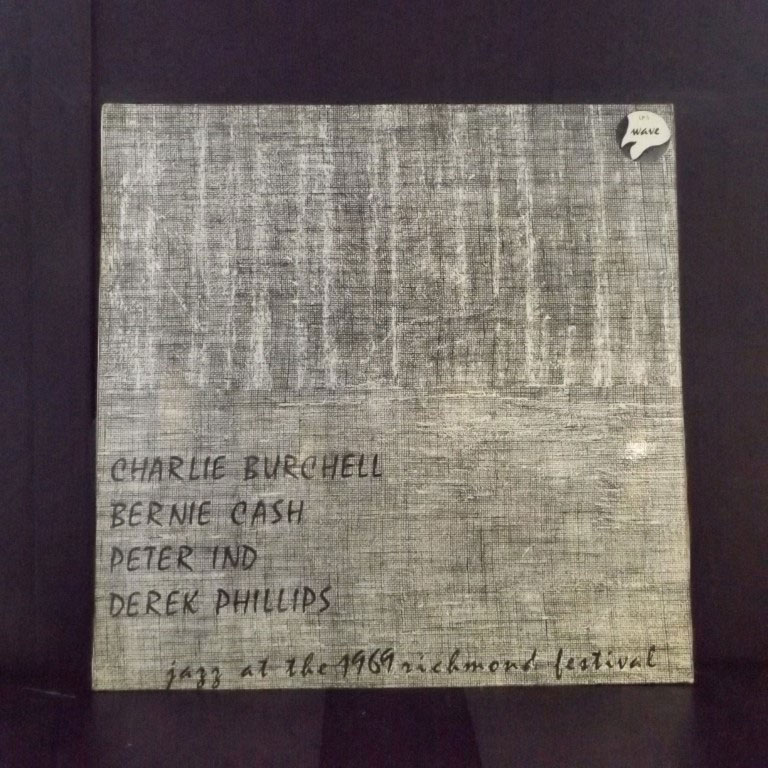 wave
CHARLIE BURCHELL
BERNIE CASH
PETER IND
DEREK PHILLIPS
jazz at the 1969 richmond festival